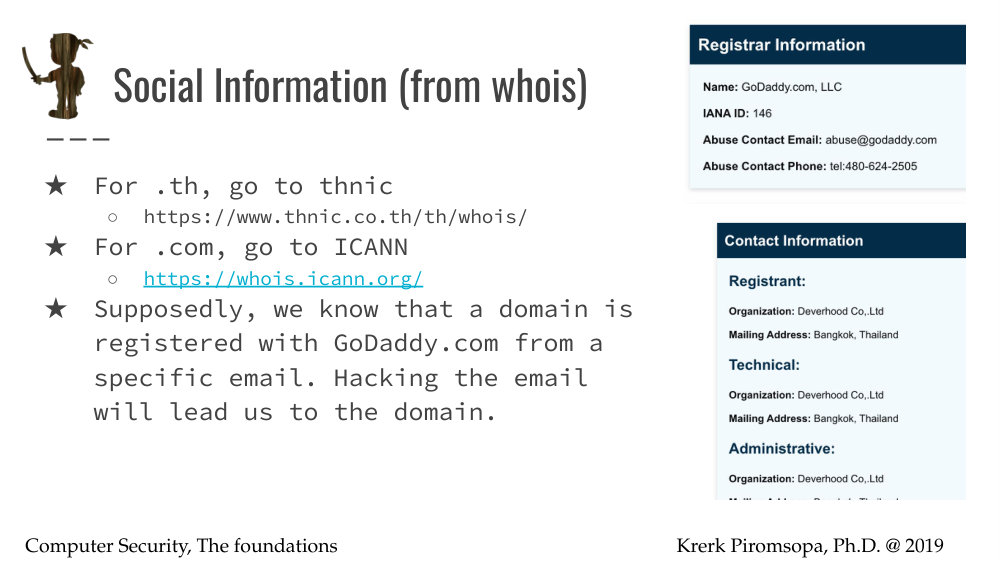 Social Information (from whois)
★ For .th, go to thnic
○ https://www.thnic.co.th/th/whois/
★ For .com, go to ICANN
○ https://whois.icann.org/
★ Supposedly, we know that a domain is
registered with GoDaddy.com from a
specific email. Hacking the email
will lead us to the domain.
Registrar Information
Name: GoDaddy.com, LLC
IANA ID: 146
Abuse Contact Email: abuse@godaddy.com
Abuse Contact Phone: tel:480-624-2505
Contact Information
Registrant:
Organization: Deverhood Co,.Ltd
Mailing Address: Bangkok, Thailand
Technical:
Organization: Deverhood Co,.Ltd
Mailing Address: Bangkok, Thailand
Administrative:
Organization: Deverhood Co,.Ltd
Computer Security, The foundations
Krerk Piromsopa, Ph.D. @ 2019